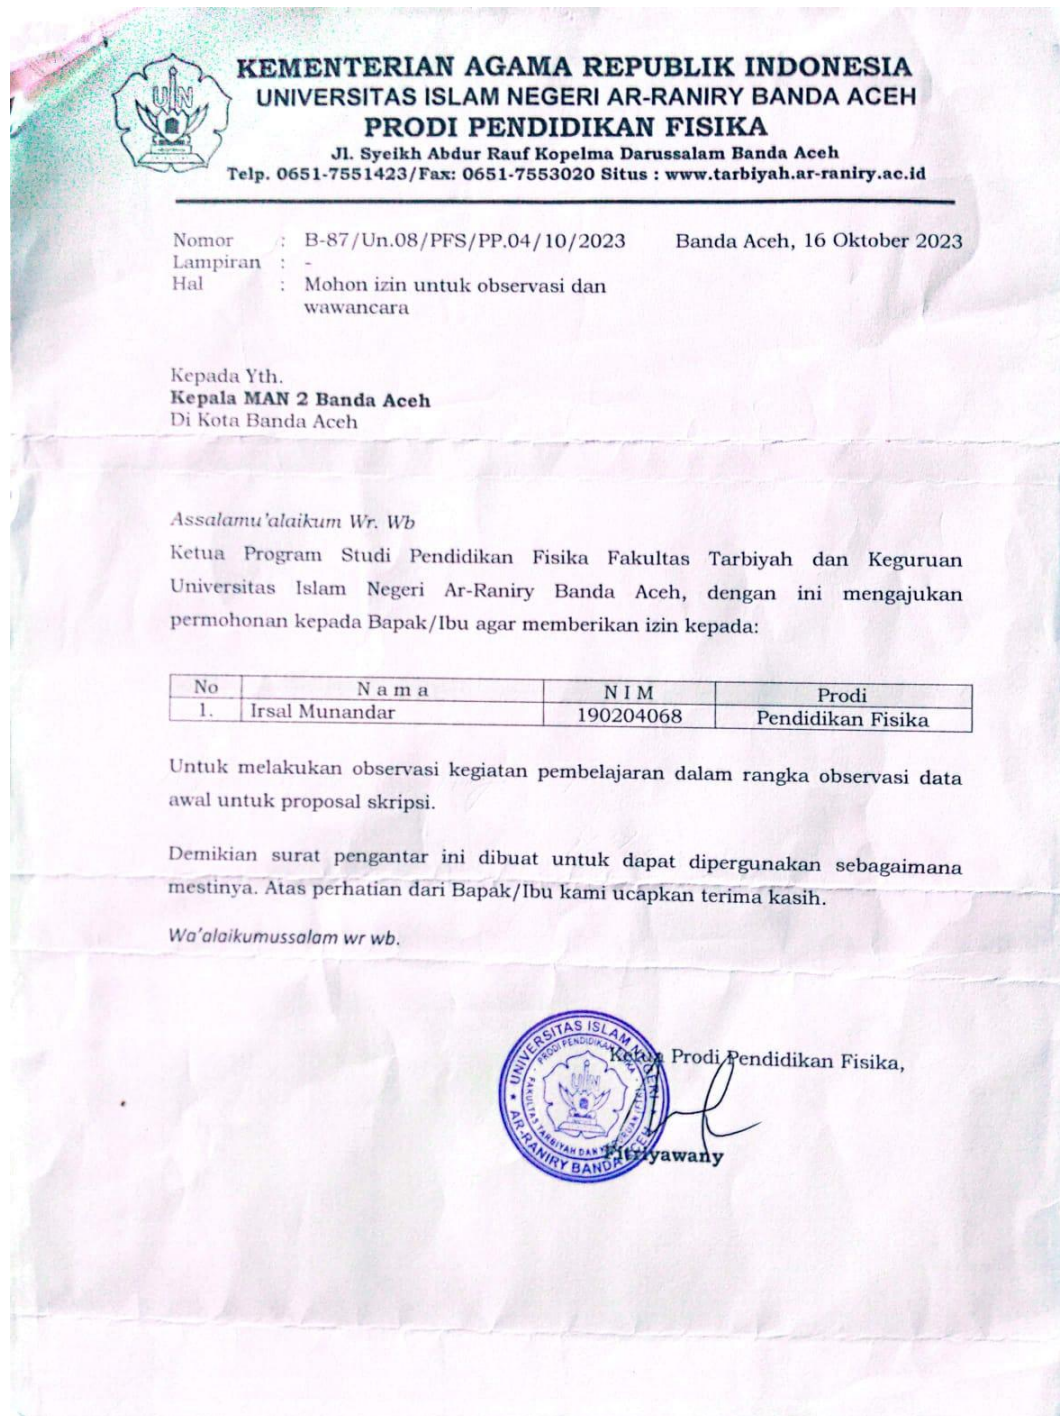 KEMENTERIAN AGAMA REPUBLIK INDONESIA
UNIVERSITAS ISLAM NEGERI AR-RANIRY BANDA ACEH
PRODI PENDIDIKAN FISIKA
Jl. Syeikh Abdur Rauf Kopelma Darussalam Banda Aceh
Telp. 0651-7551423/Fax: 0651-7553020 Situs : www.tarbiyah.ar-raniry.ac.id
UIN
Nomor : B-87/Un.08/PFS/PP.04/10/2023 Banda Aceh, 16 Oktober 2023
Lampiran : -
Hal : Mohon izin untuk observasi dan
wawancara
Kepada Yth.
Kepala MAN 2 Banda Aceh
Di Kota Banda Aceh
Assalamu'alaikum Wr. Wb
Ketua Program Studi Pendidikan Fisika Fakultas Tarbiyah dan Keguruan
Universitas Islam Negeri Ar-Raniry Banda Aceh, dengan ini mengajukan
permohonan kepada Bapak/Ibu agar memberikan izin kepada:
No N a m a N I M Prodi
1. Irsal Munandar 190204068 Pendidikan Fisika
Untuk melakukan observasi kegiatan pembelajaran dalam rangka observasi data
awal untuk proposal skripsi.
Demikian surat pengantar ini dibuat untuk dapat dipergunakan sebagaimana
mestinya. Atas perhatian dari Bapak/Ibu kami ucapkan terima kasih.
Wa'alaikumussalam wr wb.
Ketua Prodi Pendidikan Fisika,
Fitriyawany
UNIVERSITAS ISLAM NEGERI
AR-RANIRY BANDA ACEH
PRODI PENDIDIKAN FISIKA
FAKULTAS TARBIYAH DAN KEGURUAN (FTK)
UIN